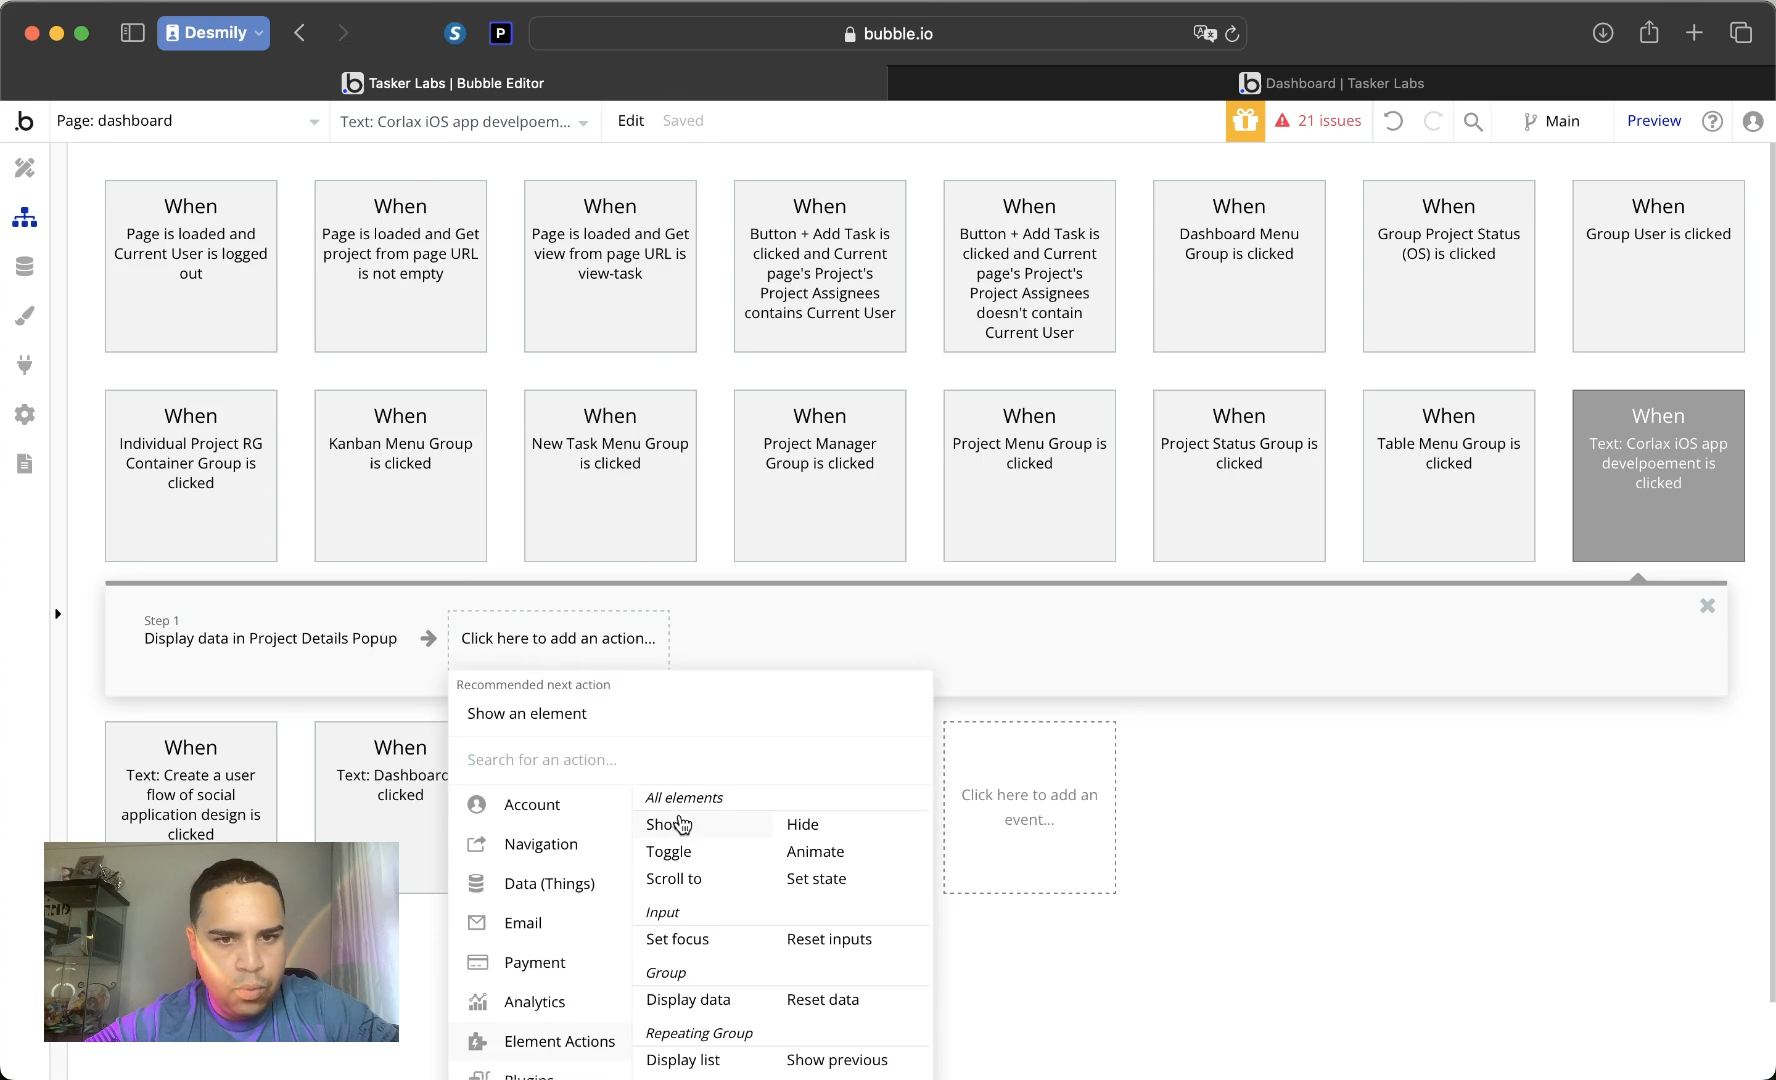 Desmily
S
P
bubble.io
Tasker Labs | Bubble Editor
Dashboard | Tasker Labs
b
Page: dashboard
Text: Corlax iOS app develpoem...
Edit
Saved
21 issues
Main
Preview
When
Page is loaded and
Current User is logged
out
When
Page is loaded and Get
project from page URL
is not empty
When
Page is loaded and Get
view from page URL is
view-task
When
Button + Add Task is
clicked and Current
page's Project's
Project Assignees
contains Current User
When
Button + Add Task is
clicked and Current
page's Project's
Project Assignees
doesn't contain
Current User
When
Dashboard Menu
Group is clicked
When
Group Project Status
(OS) is clicked
When
Group User is clicked
When
Individual Project RG
Container Group is
clicked
When
Kanban Menu Group
is clicked
When
New Task Menu Group
is clicked
When
Project Manager
Group is clicked
When
Project Menu Group is
clicked
When
Project Status Group is
clicked
When
Table Menu Group is
clicked
When
Text: Corlax iOS app
develpoement is
clicked
Step 1
Display data in Project Details Popup
Click here to add an action...
Recommended next action
Show an element
Search for an action...
Account
Navigation
Data (Things)
Email
Payment
Analytics
Element Actions
All elements
Hide
Toggle
Animate
Scroll to
Set state
Input
Set focus
Reset inputs
Group
Display data
Reset data
Repeating Group
Display list
Show previous
When
Text: Create a user
flow of social
application design is
clicked
When
Text: Dashboard
clicked
Click here to add an
event...